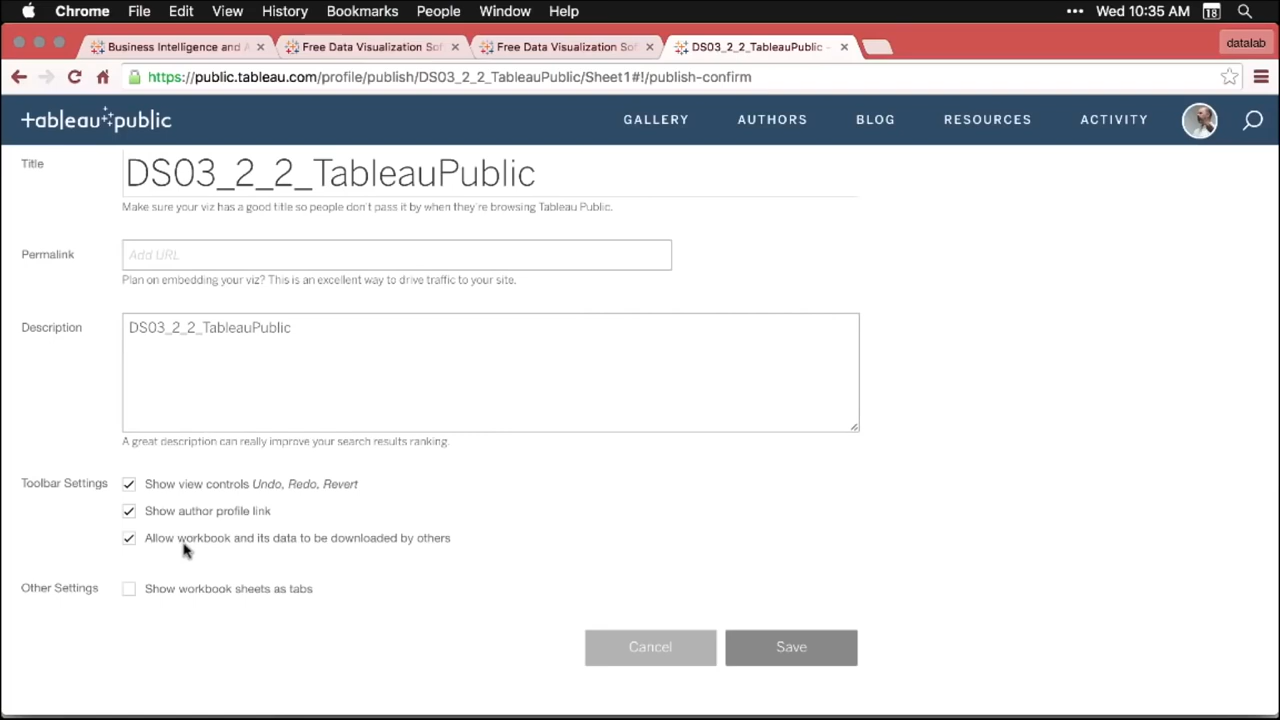 Chrome File Edit View History Bookmarks People Window Help ••• Wed 10:35 AM 18
Business Intelligence and A
Free Data Visualization Sof
Free Data Visualization Sof
DS03_2_2_TableauPublic -
datalab
https://public.tableau.com/profile/publish/DS03_2_2_TableauPublic/Sheet1#!/publish-confirm
+ableau public GALLERY AUTHORS BLOG RESOURCES ACTIVITY
Title DS03_2_2_TableauPublic
Make sure your viz has a good title so people don't pass it by when they're browsing Tableau Public.
Permalink Add URL
Plan on embedding your viz? This is an excellent way to drive traffic to your site.
Description DS03_2_2_TableauPublic
A great description can really improve your search results ranking.
Toolbar Settings Show view controls Undo, Redo, Revert
Show author profile link
Allow workbook and its data to be downloaded by others
Other Settings Show workbook sheets as tabs
Cancel Save